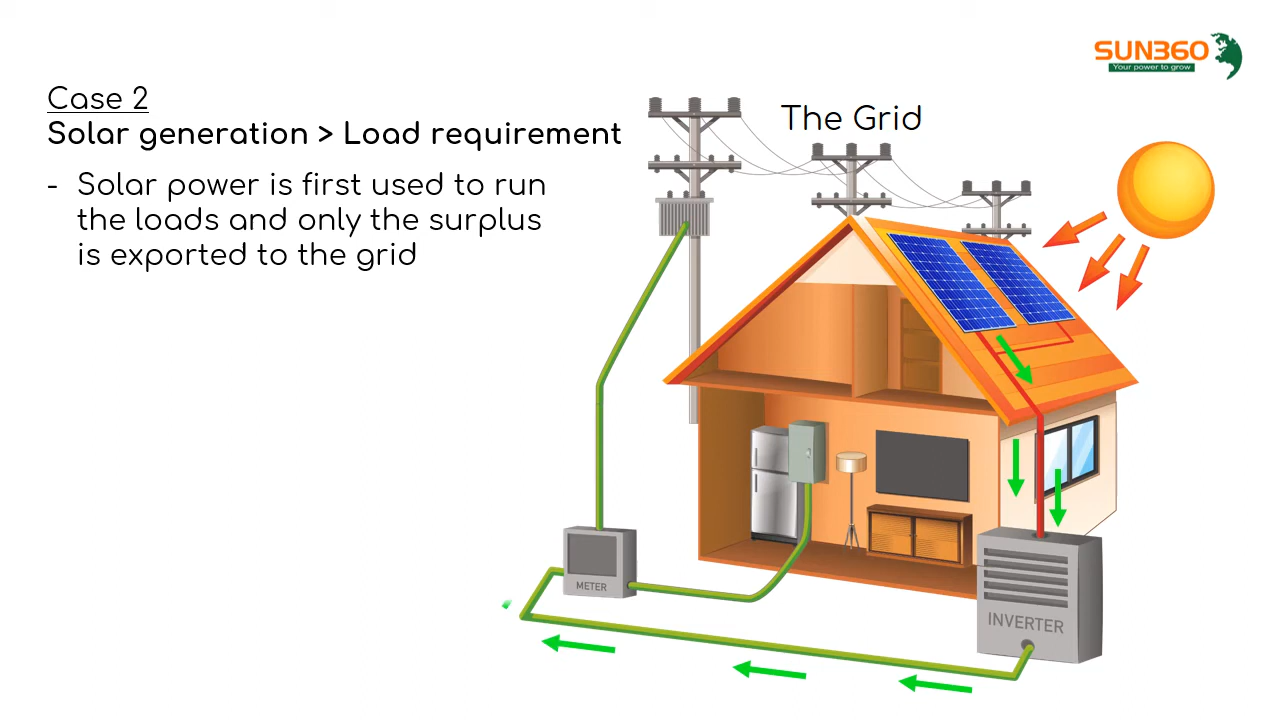 SUN360
Your power to grow
Case 2
Solar generation > Load requirement
- Solar power is first used to run
the loads and only the surplus
is exported to the grid
The Grid
METER
INVERTER